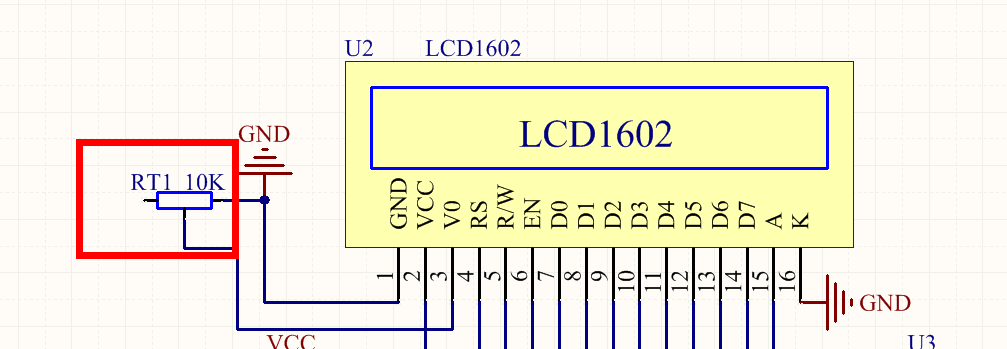 U2 LCD1602
LCD1602
GND
RT1 10K
GND VCC V0 RS R/W EN D0 D1 D2 D3 D4 D5 D6 D7 A K
1 2 3 4 5 6 7 8 9 10 11 12 13 14 15 16
GND
VCC
U3